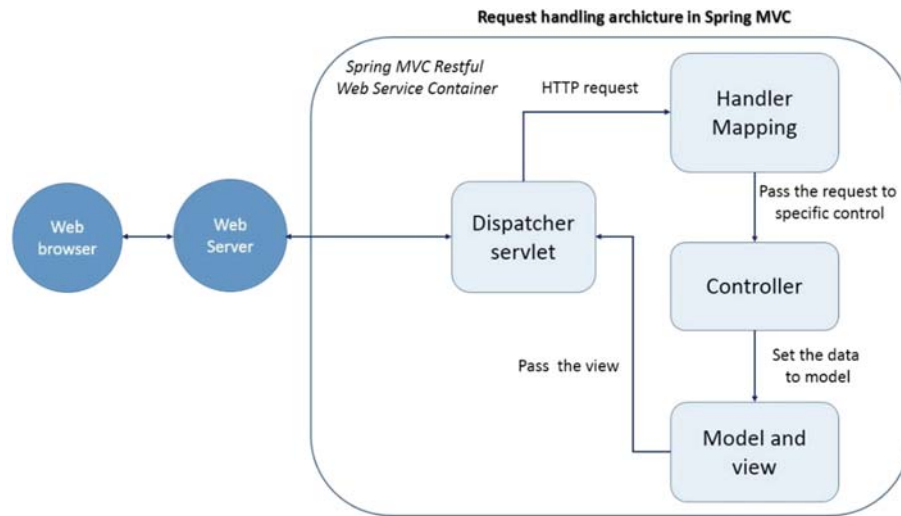 Request handling archicture in Spring MVC
Spring MVC Restful
Web Service Container
HTTP request
Handler
Mapping
Pass the request to
specific control
Web
browser
Web
Server
Dispatcher
servlet
Controller
Pass the view
Set the data
to model
Model and
view